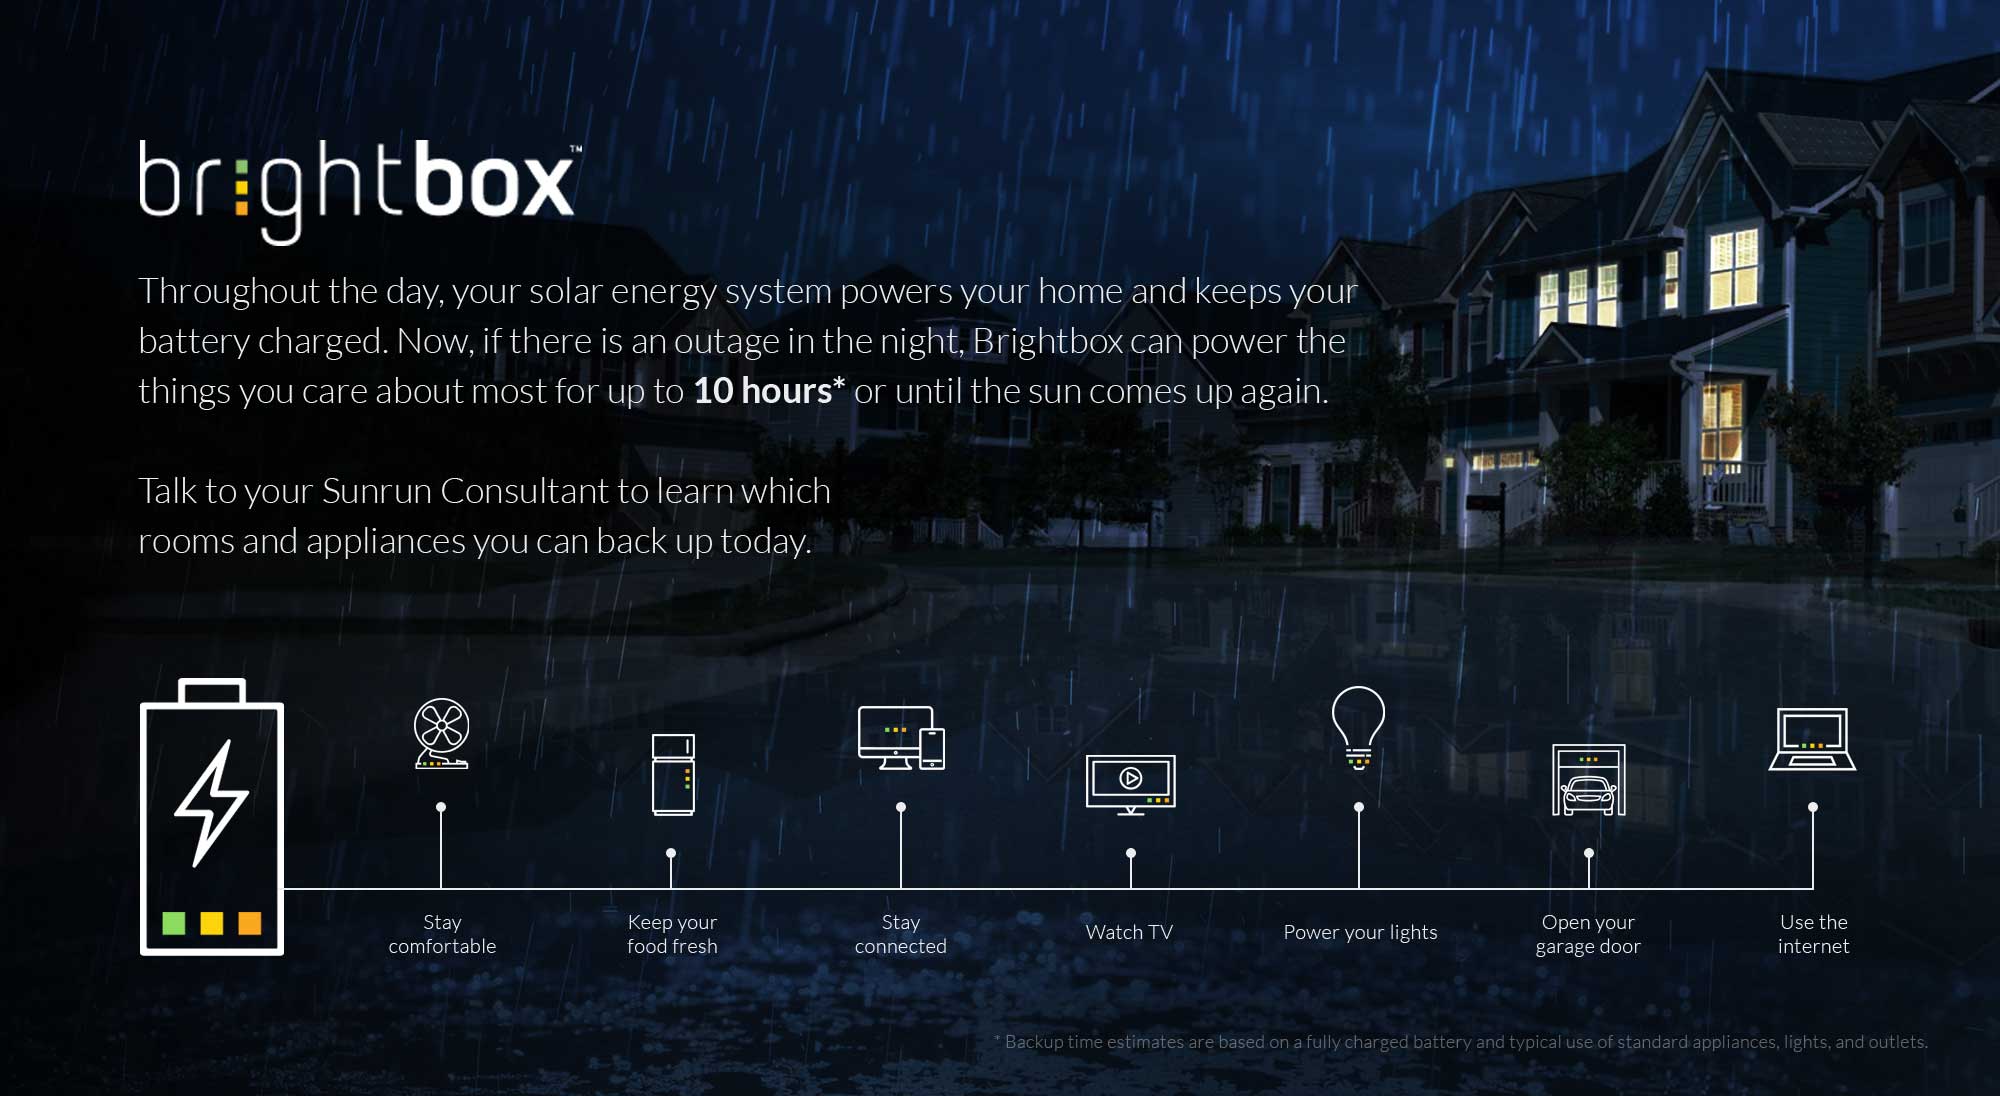 brightbox™
Throughout the day, your solar energy system powers your home and keeps your
battery charged. Now, if there is an outage in the night, Brightbox can power the
things you care about most for up to 10 hours* or until the sun comes up again.
Talk to your Sunrun Consultant to learn which
rooms and appliances you can back up today.
Stay
comfortable
Keep your
food fresh
Stay
connected
Watch TV
Power your lights
Open your
garage door
Use the
internet
* Backup time estimates are based on a fully charged battery and typical use of standard appliances, lights, and outlets.